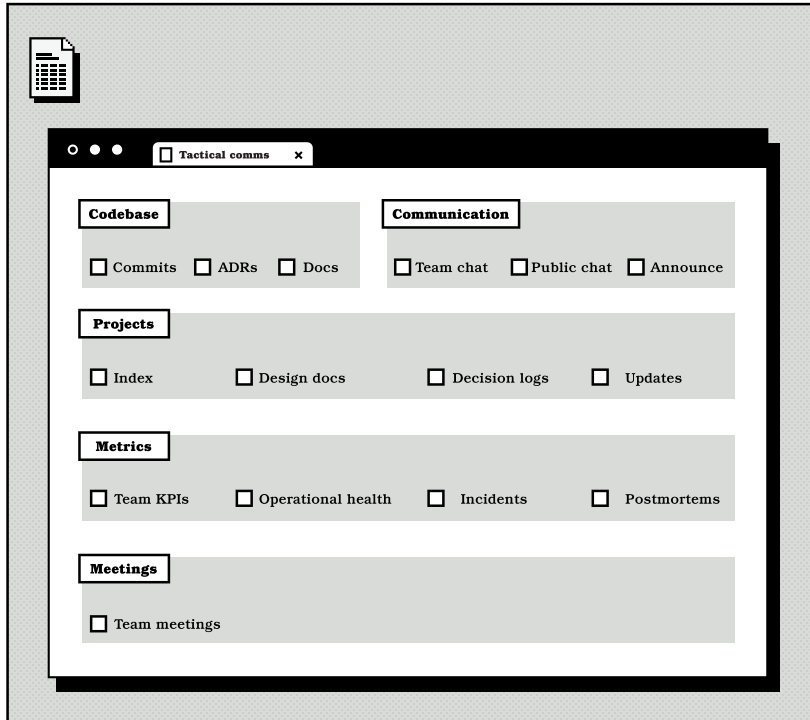 Tactical comms
Codebase
Commits ADRs Docs
Communication
Team chat Public chat Announce
Projects
Index Design docs Decision logs Updates
Metrics
Team KPIs Operational health Incidents Postmortems
Meetings
Team meetings